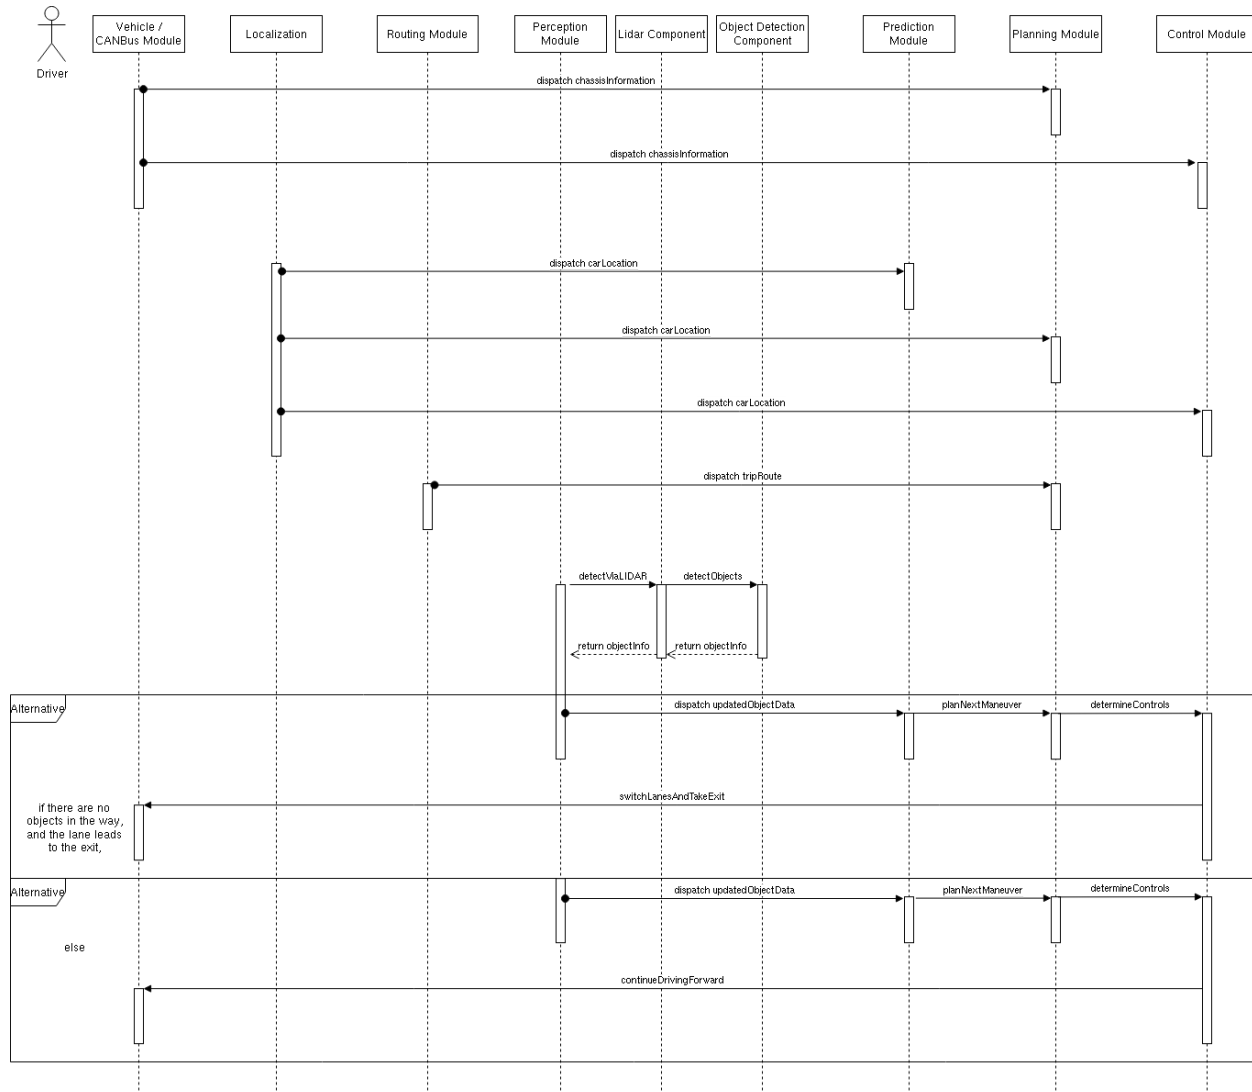 Driver
Vehicle /
CANBus Module
Localization
Routing Module
Perception
Module
Lidar Component
Object Detection
Component
Prediction
Module
Planning Module
Control Module
dispatch chassisInformation
dispatch chassisInformation
dispatch carLocation
dispatch carLocation
dispatch carLocation
dispatch tripRoute
detectViaLIDAR
detectObjects
return objectInfo
return objectInfo
Alternative
dispatch updatedObjectData
planNextManeuver
determineControls
switchLanesAndTakeExit
if there are no
objects in the way,
and the lane leads
to the exit,
Alternative
dispatch updatedObjectData
planNextManeuver
determineControls
else
continueDrivingForward